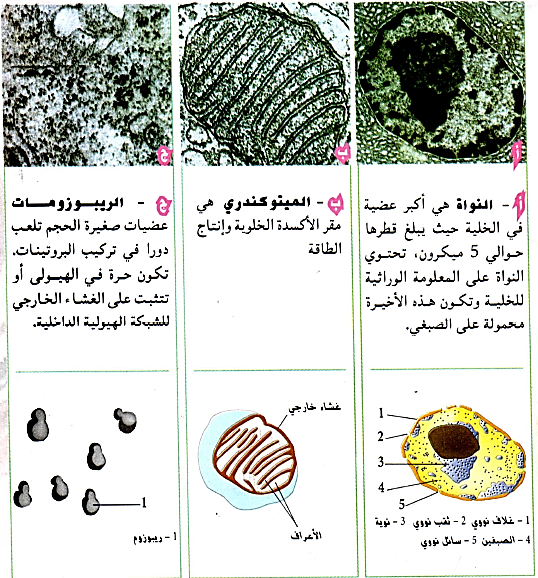 أ
ب
ج
أ - النواة هي أكبر عضية
في الخلية حيث يبلغ قطرها
حوالي 5 ميكرون، تحتوي
النواة على المعلومة الوراثية
للخلية وتكون هذه الأخيرة
محمولة على الصبغي.
ب - الميتوكندري هي
مقر الأكسدة الخلوية وإنتاج
الطاقة
ج - الريبوزومات
عضيات صغيرة الحجم تلعب
دورا في تركيب البروتينات.
تكون حرة في الهيولى أو
تتثبت على الغشاء الخارجي
للشبكة الهيولية الداخلية.
1
2
3
4
5
1 - غلاف نووي 2 - ثقب نووي 3 - نوية
4 - الصبغين 5 - سائل نووي
غشاء خارجي
الأعراف
1
1 - ريبوزوم